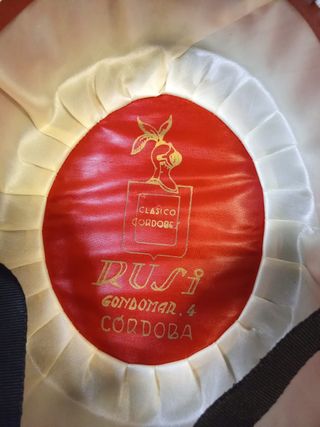 CLASICO
CORDOBES
RUSi
GONDOMAR. 4
CÓRDOBA